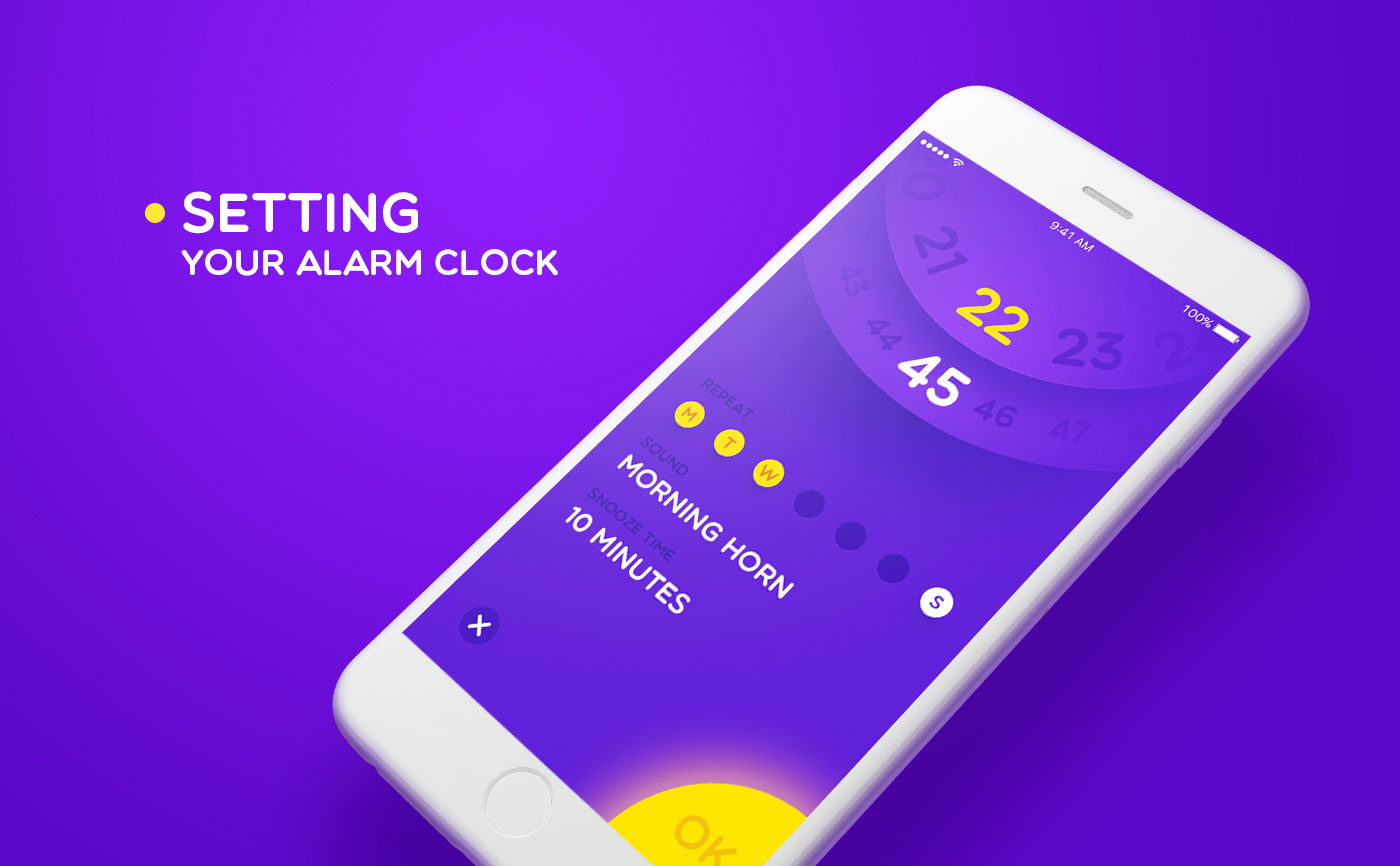 SETTING
YOUR ALARM CLOCK
9:41 AM
100%
21 22 23
43 44 45 46 47
REPEAT
M T W S
SOUND
MORNING HORN
SNOOZE TIME
10 MINUTES
OK